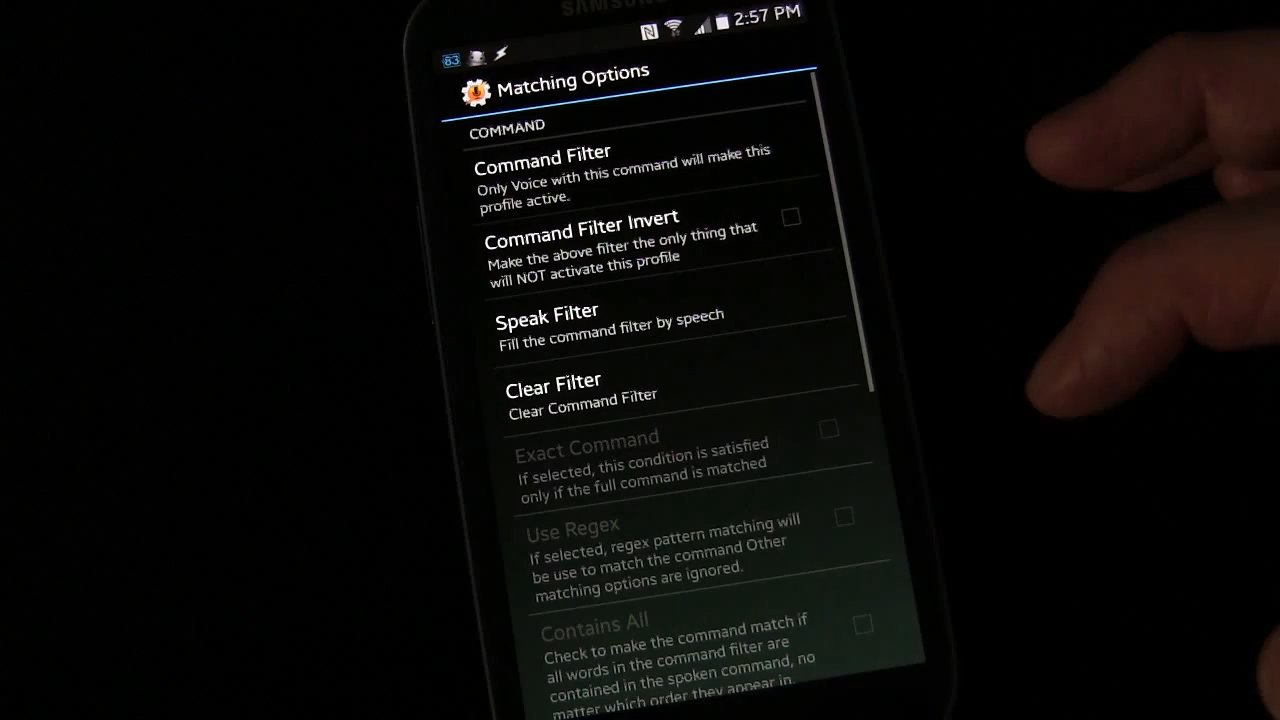 SAMSUNG
83
2:57 PM
Matching Options
COMMAND
Command Filter
Only Voice with this command will make this
profile active.
Command Filter Invert
Make the above filter the only thing that
will NOT activate this profile
Speak Filter
Fill the command filter by speech
Clear Filter
Clear Command Filter
Exact Command
If selected, this condition is satisfied
only if the full command is matched
Use Regex
If selected, regex pattern matching will
be use to match the command Other
matching options are ignored.
Contains All
Check to make the command match if
all words in the command filter are
contained in the spoken command, no
matter which order they appear in.